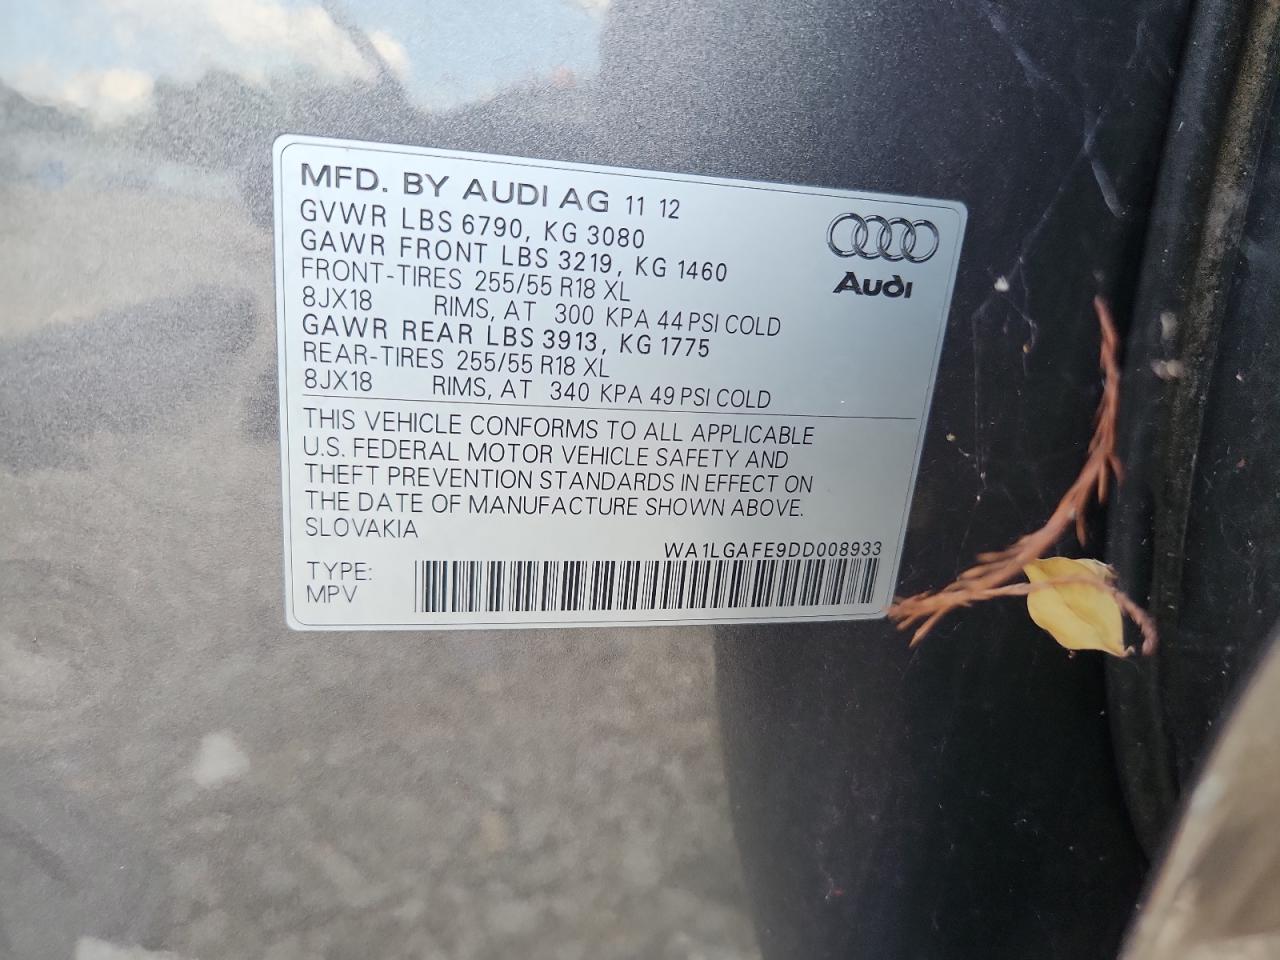 MFD. BY AUDI AG 11 12
GVWR LBS 6790, KG 3080
GAWR FRONT LBS 3219, KG 1460
FRONT-TIRES 255/55 R18 XL
8JX18 RIMS, AT 300 KPA 44 PSI COLD
GAWR REAR LBS 3913, KG 1775
REAR-TIRES 255/55 R18 XL
8JX18 RIMS, AT 340 KPA 49 PSI COLD
Audi
THIS VEHICLE CONFORMS TO ALL APPLICABLE
U.S. FEDERAL MOTOR VEHICLE SAFETY AND
THEFT PREVENTION STANDARDS IN EFFECT ON
THE DATE OF MANUFACTURE SHOWN ABOVE.
SLOVAKIA
WA1LGAFE9DD008933
TYPE:
MPV